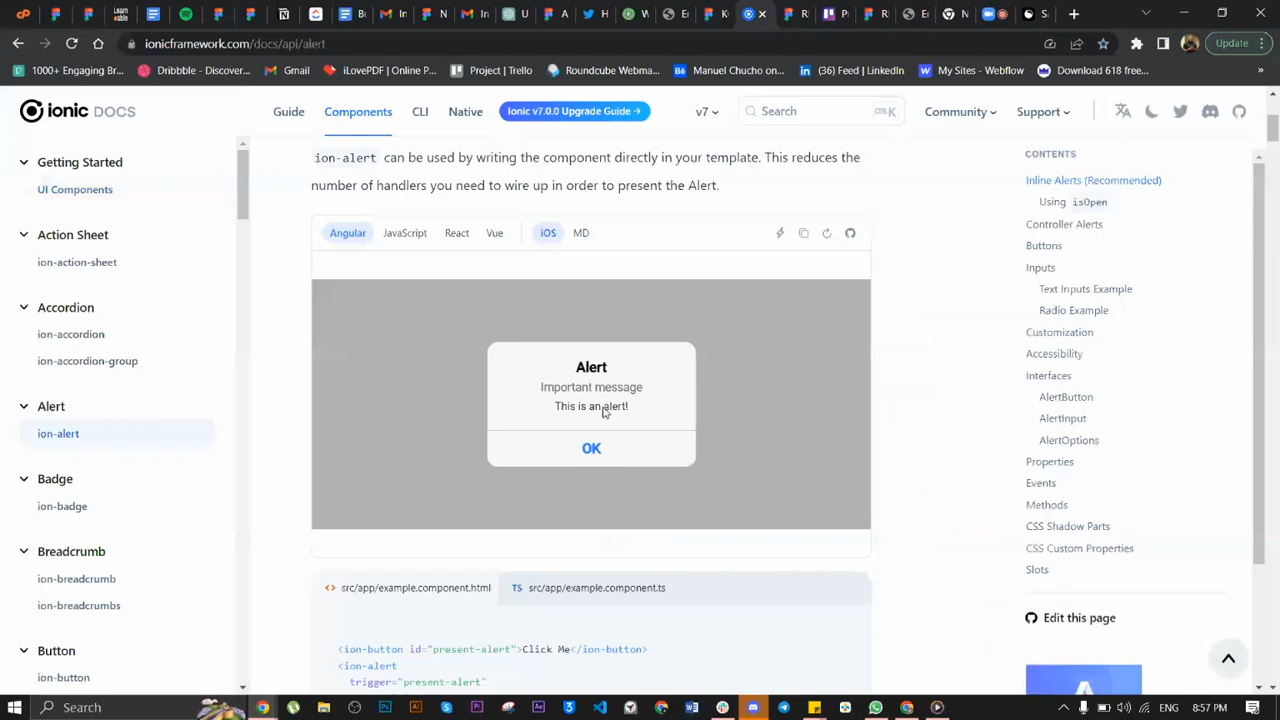 Learn
B
M
N
N
M
U
A
H
W
Er
K
R
R
Er
N
So
Update
ionicframework.com/docs/api/alert
1000+ Engaging Br...
Dribbble - Discover...
Gmail
iLovePDF | Online P...
Project | Trello
Roundcube Webma...
Manuel Chucho on...
(36) Feed | LinkedIn
My Sites - Webflow
Download 618 free...
»
ionic DOCS
Guide
Components
CLI
Native
Ionic v7.0.0 Upgrade Guide →
v7
Search
CTRL K
Community
Support
Getting Started
UI Components
Action Sheet
ion-action-sheet
Accordion
ion-accordion
ion-accordion-group
Alert
ion-alert
Badge
ion-badge
Breadcrumb
ion-breadcrumb
ion-breadcrumbs
Button
ion-button
ion-alert can be used by writing the component directly in your template. This reduces the
number of handlers you need to wire up in order to present the Alert.
Angular
JavaScript
React
Vue
iOS
MD
Alert
Important message
This is an alert!
OK
<> src/app/example.component.html
TS src/app/example.component.ts
<ion-button id="present-alert">Click Me</ion-button>
<ion-alert
trigger="present-alert"
CONTENTS
Inline Alerts (Recommended)
Using isOpen
Controller Alerts
Buttons
Inputs
Text Inputs Example
Radio Example
Customization
Accessibility
Interfaces
AlertButton
AlertInput
AlertOptions
Properties
Events
Methods
CSS Shadow Parts
CSS Custom Properties
Slots
Edit this page
Search
8:57 PM